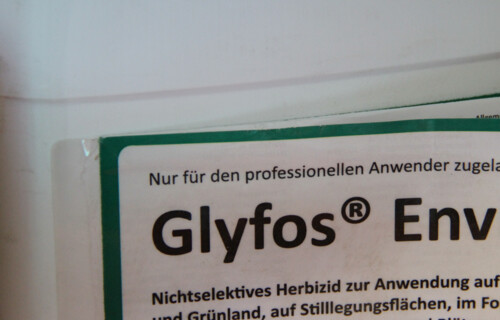 Allgem
Nur für den professionellen Anwender zugela
Glyfos® Env
Nichtselektives Herbizid zur Anwendung auf
und Grünland, auf Stilllegungsflächen, im Fo